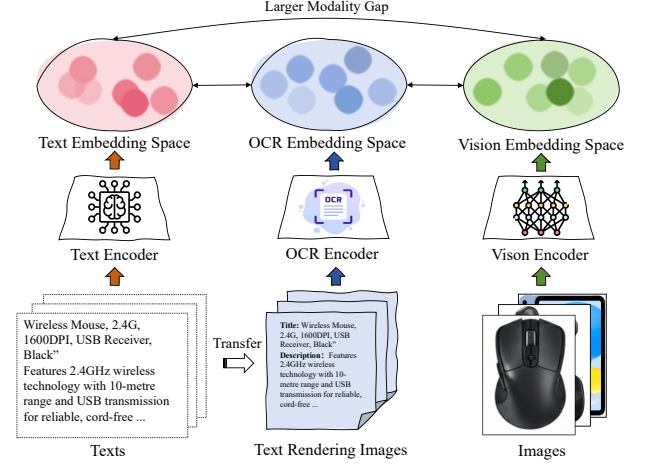 Larger Modality Gap
Text Embedding Space
OCR Embedding Space
Vision Embedding Space
OCR
Text Encoder
OCR Encoder
Vison Encoder
Wireless Mouse, 2.4G,
1600DPI, USB Receiver,
Black”
Features 2.4GHz wireless
technology with 10-metre
range and USB transmission
for reliable, cord-free ...
Transfer
Title: Wireless Mouse,
2.4G, 1600DPI, USB
Receiver, Black”
Description: Features
2.4GHz wireless
technology with 10-
metre range and USB
transmission for reliable,
cord-free ...
Texts
Text Rendering Images
Images